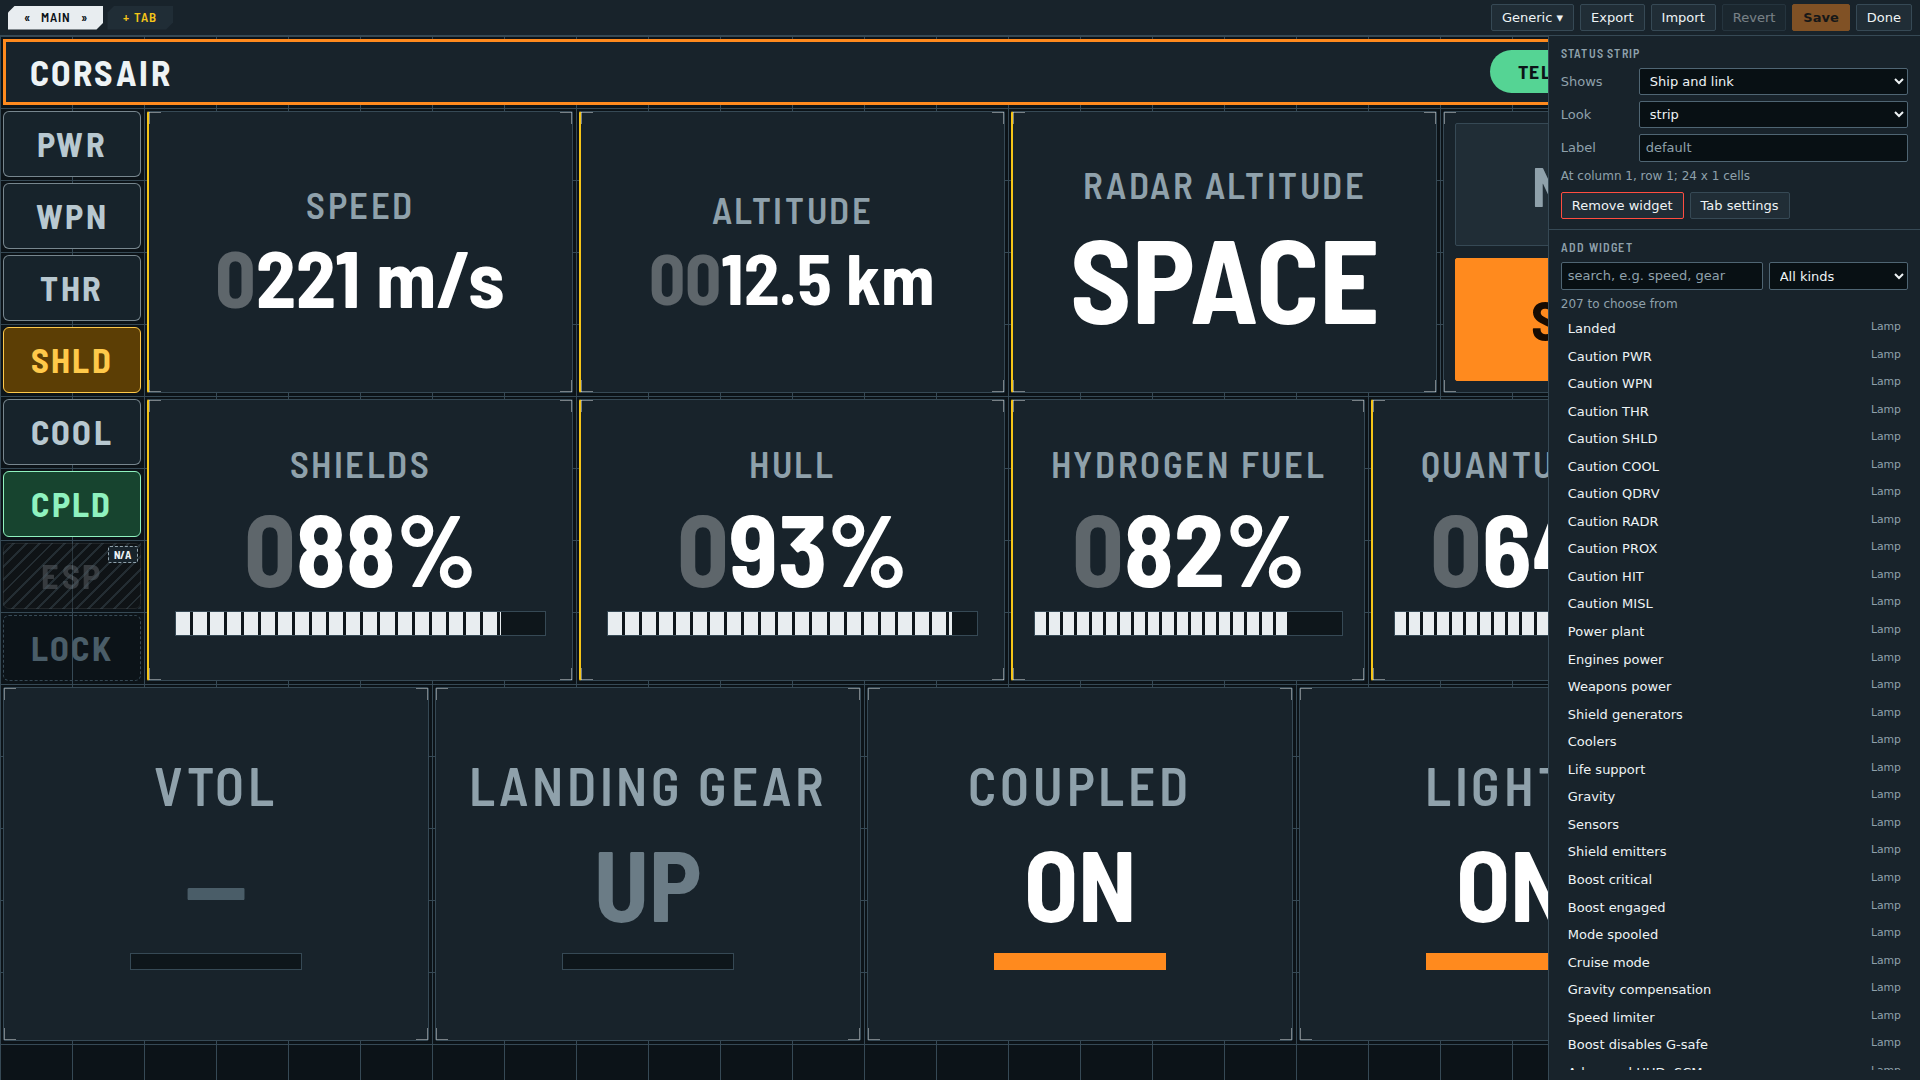 « MAIN »
+ TAB
Generic ▾
Export
Import
Revert
Save
Done
CORSAIR
PWR
WPN
THR
SHLD
COOL
CPLD
N/A
ESP
LOCK
SPEED
0221 m/s
ALTITUDE
0012.5 km
RADAR ALTITUDE
SPACE
SHIELDS
088%
HULL
093%
HYDROGEN FUEL
082%
VTOL
–
LANDING GEAR
UP
COUPLED
ON
STATUS STRIP
Shows
Ship and link
Look
strip
Label
default
At column 1, row 1; 24 x 1 cells
Remove widget
Tab settings
ADD WIDGET
search, e.g. speed, gear
All kinds
207 to choose from
Landed Lamp
Caution PWR Lamp
Caution WPN Lamp
Caution THR Lamp
Caution SHLD Lamp
Caution COOL Lamp
Caution QDRV Lamp
Caution RADR Lamp
Caution PROX Lamp
Caution HIT Lamp
Caution MISL Lamp
Power plant Lamp
Engines power Lamp
Weapons power Lamp
Shield generators Lamp
Coolers Lamp
Life support Lamp
Gravity Lamp
Sensors Lamp
Shield emitters Lamp
Boost critical Lamp
Boost engaged Lamp
Mode spooled Lamp
Cruise mode Lamp
Gravity compensation Lamp
Speed limiter Lamp
Boost disables G-safe Lamp